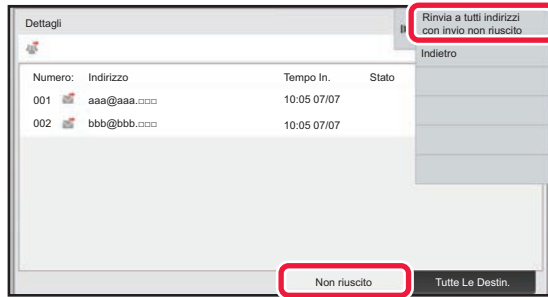 Dettagli
Rinvia a tutti indirizzi
con invio non riuscito
Indietro
Numero: Indirizzo Tempo In. Stato
001 aaa@aaa.□□□ 10:05 07/07
002 bbb@bbb.□□□ 10:05 07/07
Non riuscito Tutte Le Destin.